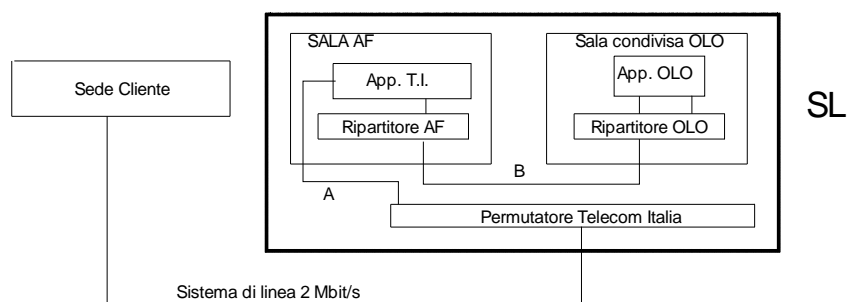 SALA AF
Sala condivisa OLO
Sede Cliente
App. T.I.
App. OLO
SL
Ripartitore AF
Ripartitore OLO
A
B
Permutatore Telecom Italia
Sistema di linea 2 Mbit/s